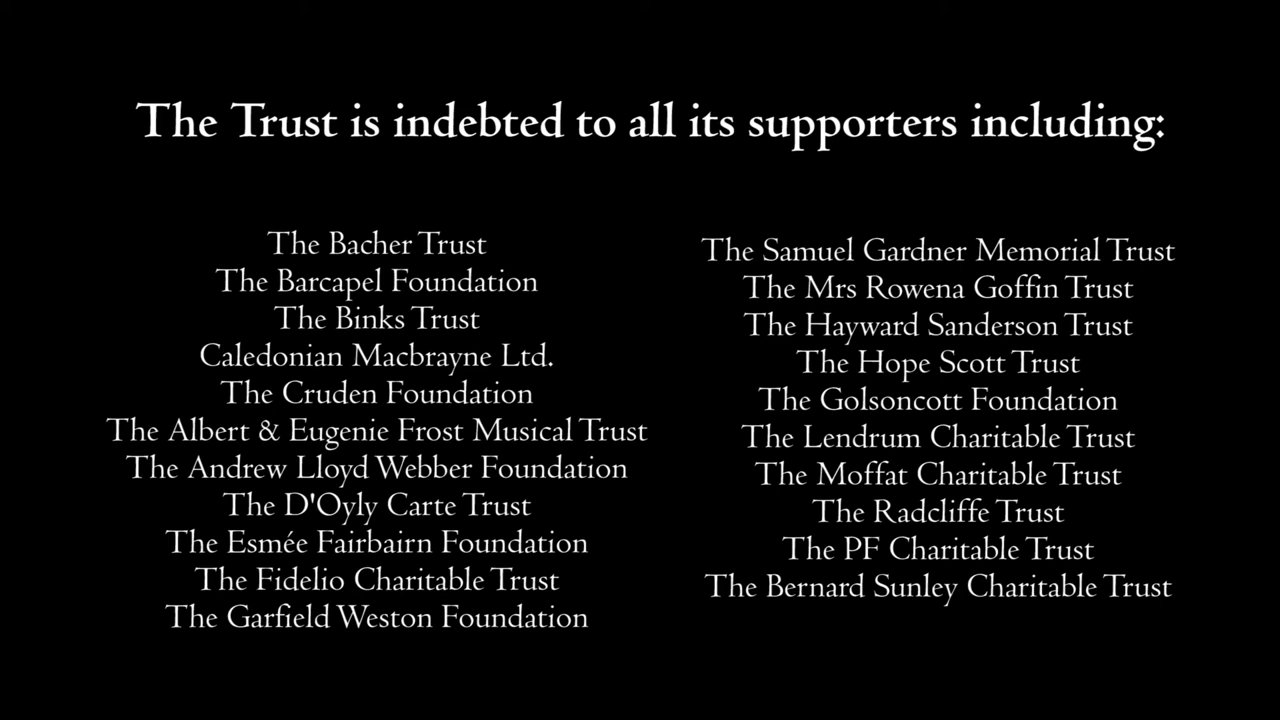 The Trust is indebted to all its supporters including:
The Bacher Trust
The Barcapel Foundation
The Binks Trust
Caledonian Macbrayne Ltd.
The Cruden Foundation
The Albert & Eugenie Frost Musical Trust
The Andrew Lloyd Webber Foundation
The D'Oyly Carte Trust
The Esmée Fairbairn Foundation
The Fidelio Charitable Trust
The Garfield Weston Foundation
The Samuel Gardner Memorial Trust
The Mrs Rowena Goffin Trust
The Hayward Sanderson Trust
The Hope Scott Trust
The Golsoncott Foundation
The Lendrum Charitable Trust
The Moffat Charitable Trust
The Radcliffe Trust
The PF Charitable Trust
The Bernard Sunley Charitable Trust